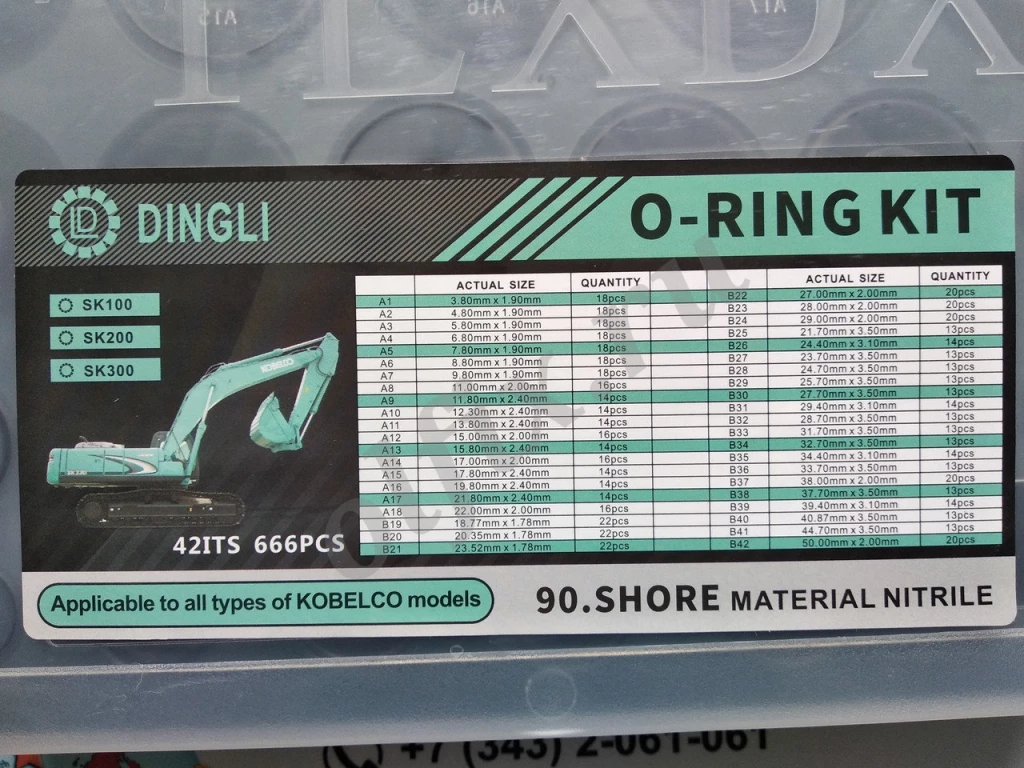 A15 A16 A17
DINGLI
O-RING KIT
SK100
SK200
SK300
KOBELCO
42ITS 666PCS
ACTUAL SIZE QUANTITY ACTUAL SIZE QUANTITY
A1 3.80mm x 1.90mm 18pcs B22 27.00mm x 2.00mm 20pcs
A2 4.80mm x 1.90mm 18pcs B23 28.00mm x 2.00mm 20pcs
A3 5.80mm x 1.90mm 18pcs B24 29.00mm x 2.00mm 20pcs
A4 6.80mm x 1.90mm 18pcs B25 21.70mm x 3.50mm 13pcs
A5 7.80mm x 1.90mm 18pcs B26 24.40mm x 3.10mm 14pcs
A6 8.80mm x 1.90mm 18pcs B27 23.70mm x 3.50mm 13pcs
A7 9.80mm x 1.90mm 18pcs B28 24.70mm x 3.50mm 13pcs
A8 11.00mm x 2.00mm 16pcs B29 25.70mm x 3.50mm 13pcs
A9 11.80mm x 2.40mm 14pcs B30 27.70mm x 3.50mm 13pcs
A10 12.30mm x 2.40mm 14pcs B31 29.40mm x 3.10mm 14pcs
A11 13.80mm x 2.40mm 14pcs B32 28.70mm x 3.50mm 13pcs
A12 15.00mm x 2.00mm 16pcs B33 31.70mm x 3.50mm 13pcs
A13 15.80mm x 2.40mm 14pcs B34 32.70mm x 3.50mm 13pcs
A14 17.00mm x 2.00mm 16pcs B35 34.40mm x 3.10mm 14pcs
A15 17.80mm x 2.40mm 14pcs B36 33.70mm x 3.50mm 13pcs
A16 19.80mm x 2.40mm 14pcs B37 38.00mm x 2.00mm 20pcs
A17 21.80mm x 2.40mm 14pcs B38 37.70mm x 3.50mm 13pcs
A18 22.00mm x 2.00mm 16pcs B39 39.40mm x 3.10mm 14pcs
B19 18.77mm x 1.78mm 22pcs B40 40.87mm x 3.50mm 13pcs
B20 20.35mm x 1.78mm 22pcs B41 44.70mm x 3.50mm 13pcs
B21 23.52mm x 1.78mm 22pcs B42 50.00mm x 2.00mm 20pcs
Applicable to all types of KOBELCO models
90.SHORE MATERIAL NITRILE
+7 (343) 2-061-061